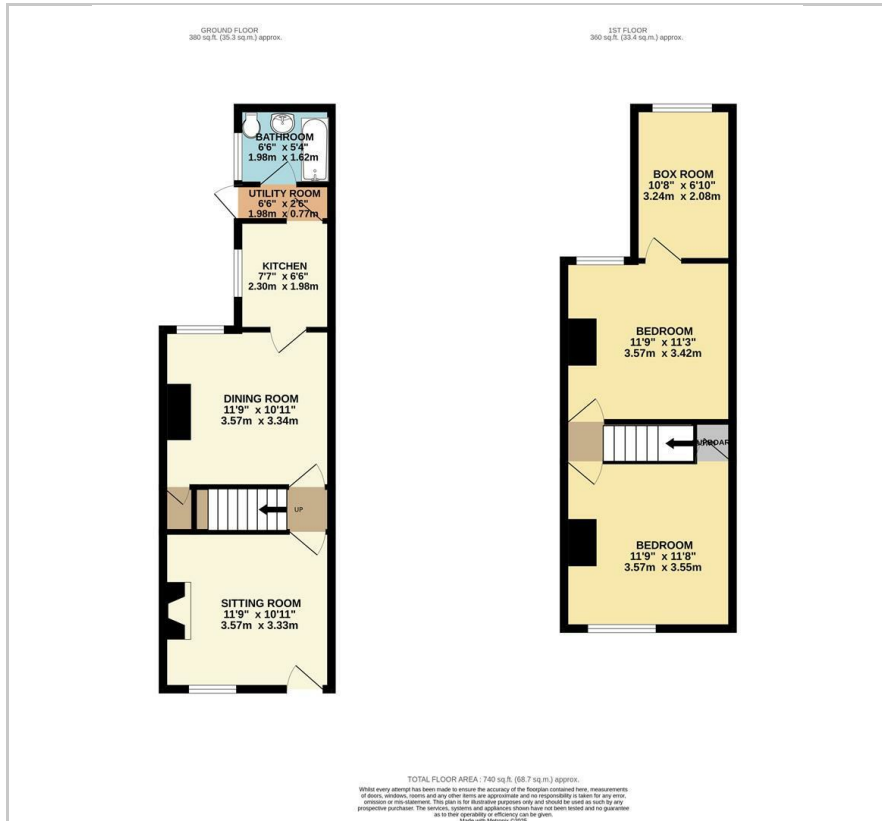 GROUND FLOOR
380 sq.ft. (35.3 sq.m.) approx.
BATHROOM
6'6" x 5'4"
1.98m x 1.62m
UTILITY ROOM
6'6" x 2'6"
1.98m x 0.77m
KITCHEN
7'7" x 6'6"
2.30m x 1.98m
DINING ROOM
11'9" x 10'11"
3.57m x 3.34m
UP
SITTING ROOM
11'9" x 10'11"
3.57m x 3.33m
1ST FLOOR
360 sq.ft. (33.4 sq.m.) approx.
BOX ROOM
10'8" x 6'10"
3.24m x 2.08m
BEDROOM
11'9" x 11'3"
3.57m x 3.42m
BEDROOM
11'9" x 11'8"
3.57m x 3.55m
TOTAL FLOOR AREA : 740 sq.ft. (68.7 sq.m.) approx.
Whilst every attempt has been made to ensure the accuracy of the floorplan contained here, measurements
of doors, windows, rooms and any other items are approximate and no responsibility is taken for any error,
omission or mis-statement. This plan is for illustrative purposes only and should be used as such by any
prospective purchaser. The services, systems and appliances shown have not been tested and no guarantee
as to their operability or efficiency can be given.
Made with Metropix ©2025